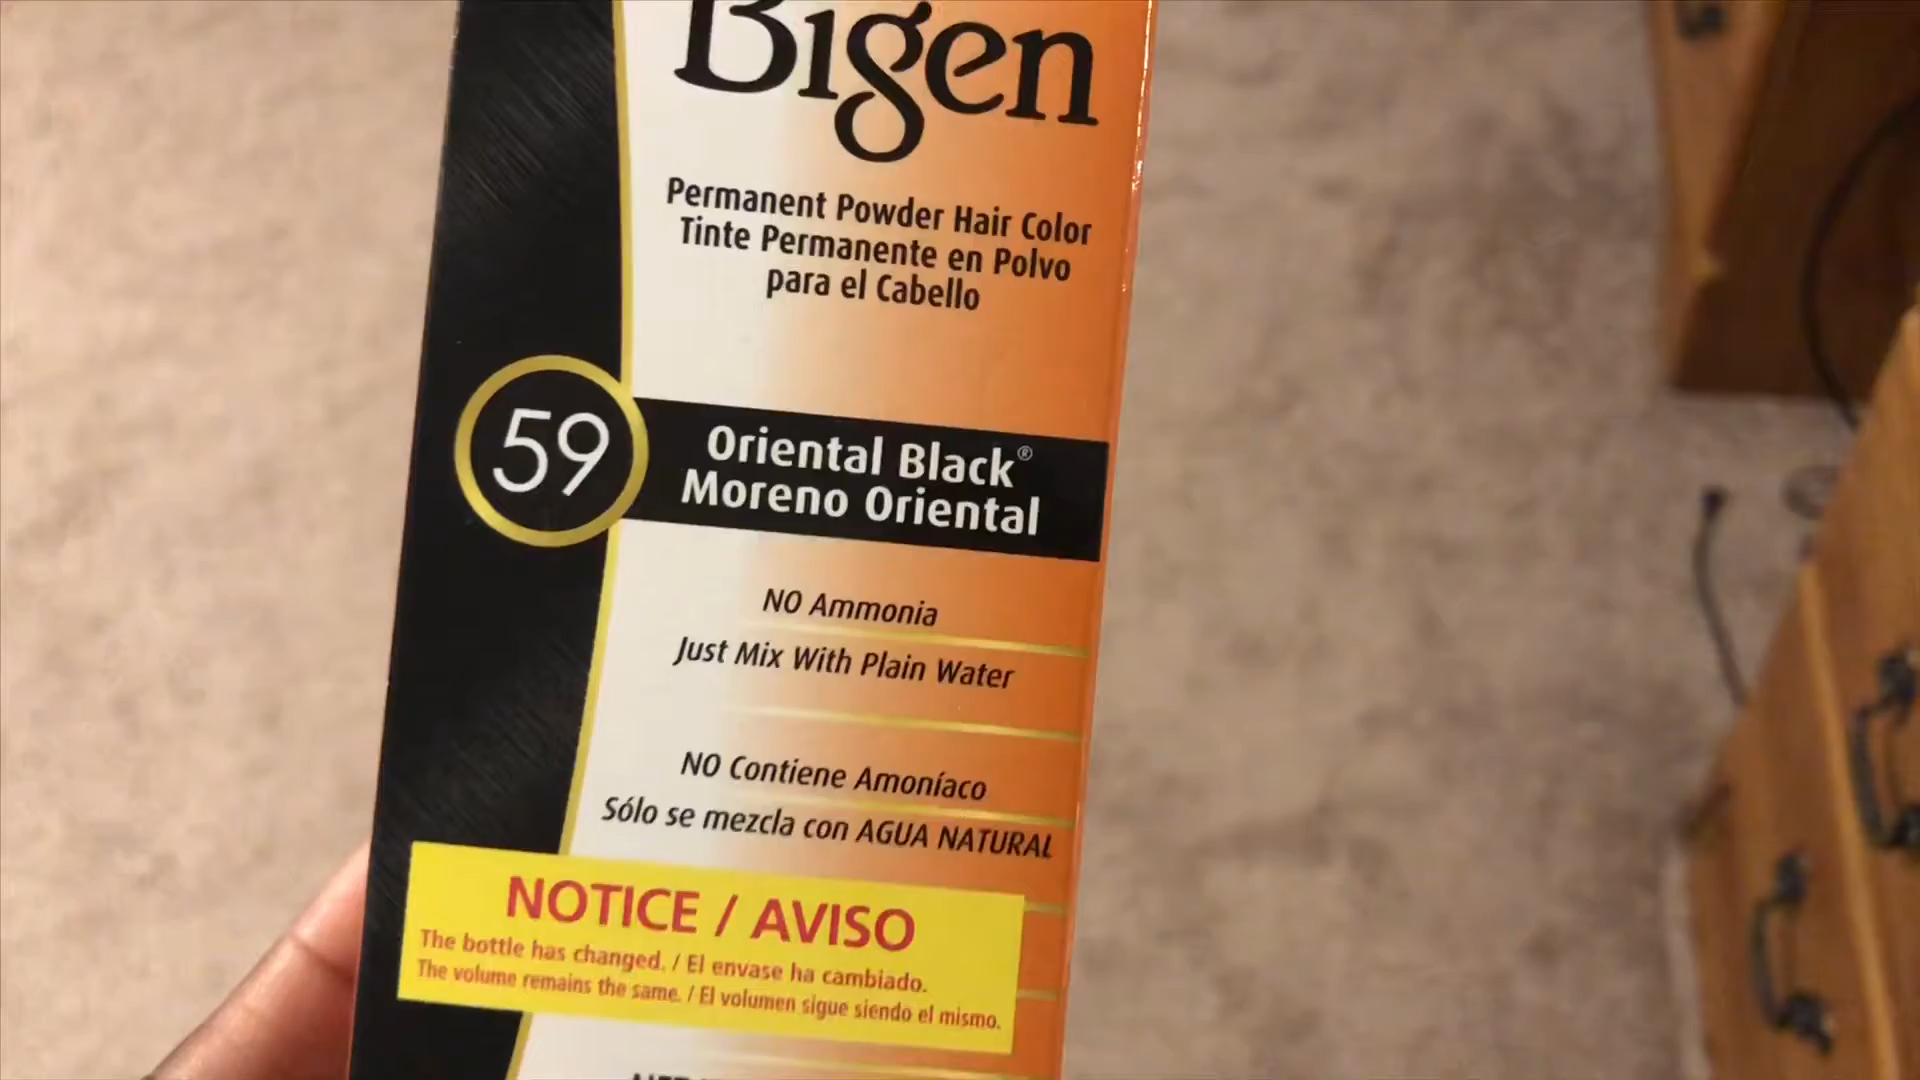 Bigen
Permanent Powder Hair Color
Tinte Permanente en Polvo
para el Cabello
59
Oriental Black®
Moreno Oriental
NO Ammonia
Just Mix With Plain Water
NO Contiene Amoníaco
Sólo se mezcla con AGUA NATURAL
NOTICE / AVISO
The bottle has changed. / El envase ha cambiado.
The volume remains the same. / El volumen sigue siendo el mismo.